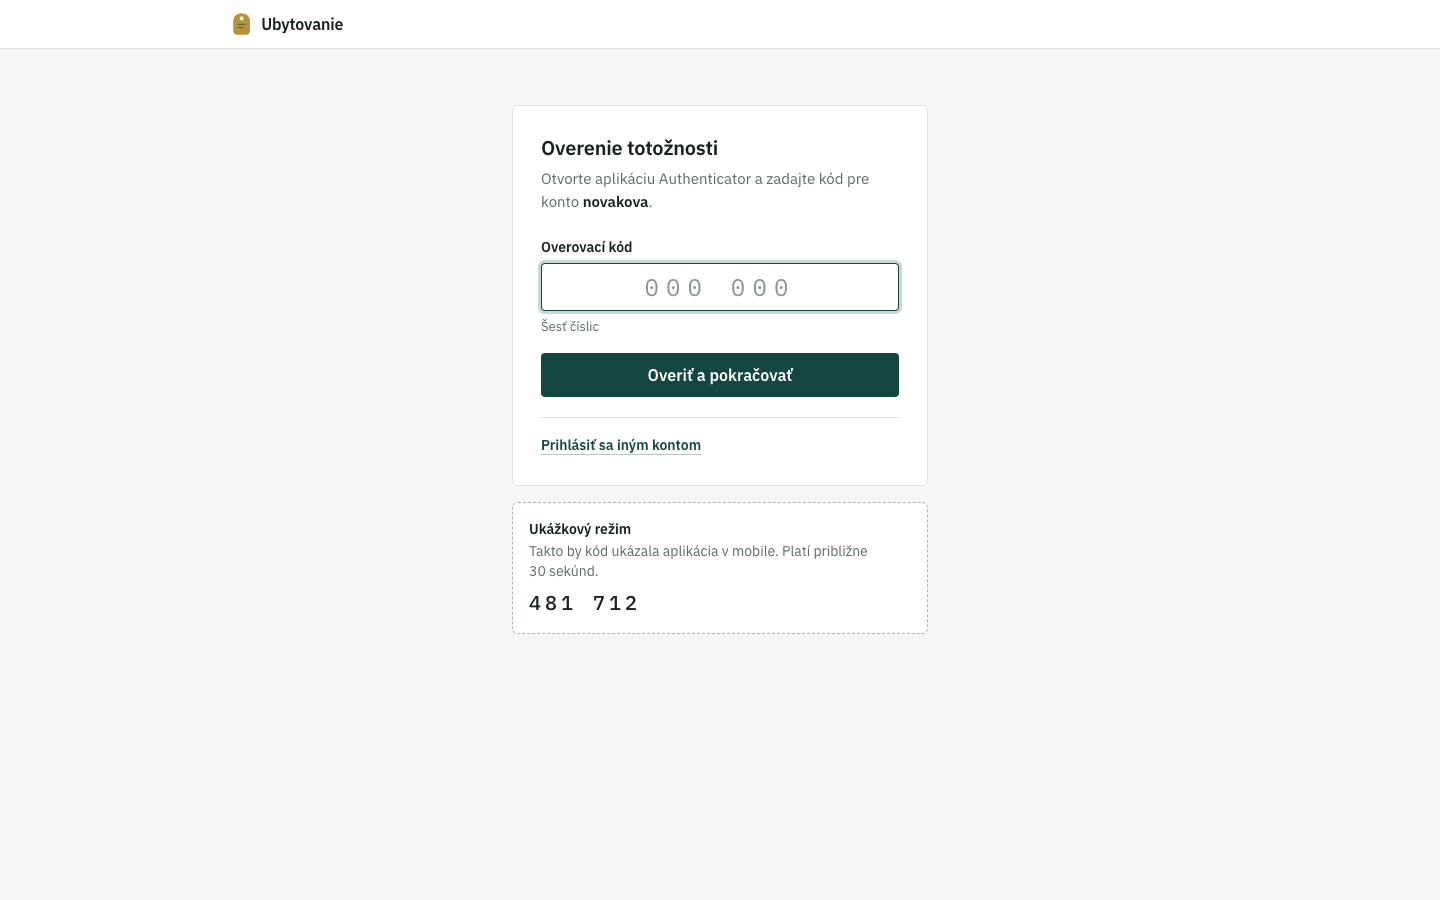 Ubytovanie
Overenie totožnosti
Otvorte aplikáciu Authenticator a zadajte kód pre
konto novakova.
Overovací kód
000 000
Šesť číslic
Overiť a pokračovať
Prihlásiť sa iným kontom
Ukážkový režim
Takto by kód ukázala aplikácia v mobile. Platí približne
30 sekúnd.
481 712